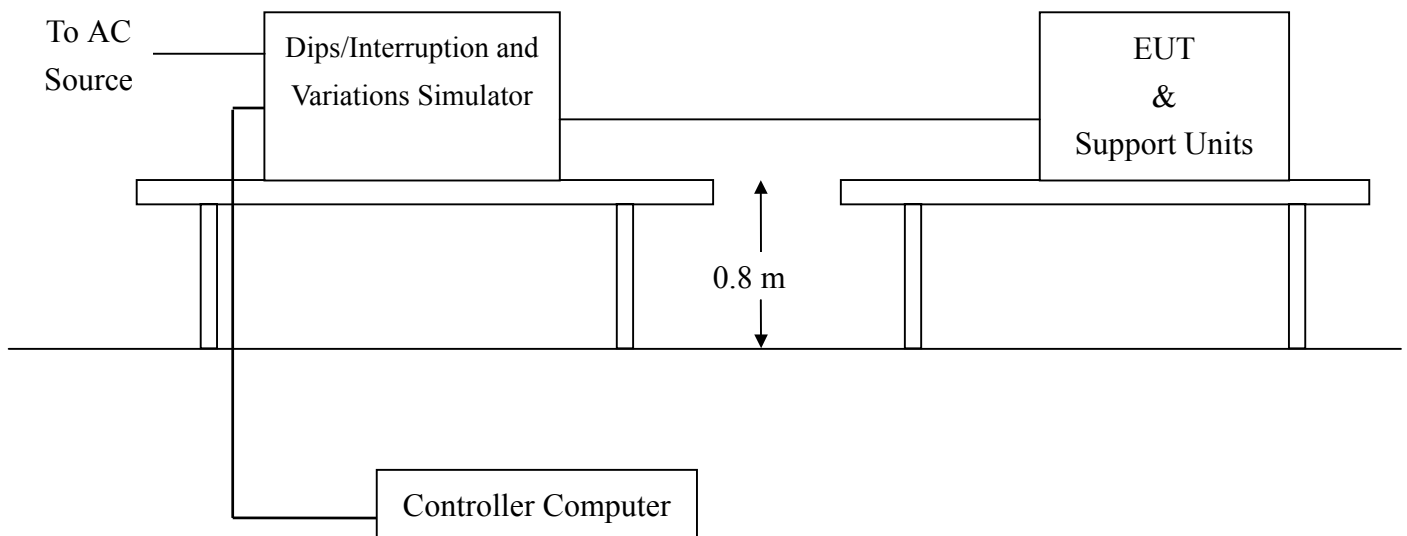 To AC
Source
Dips/Interruption and
Variations Simulator
EUT
&
Support Units
0.8 m
Controller Computer